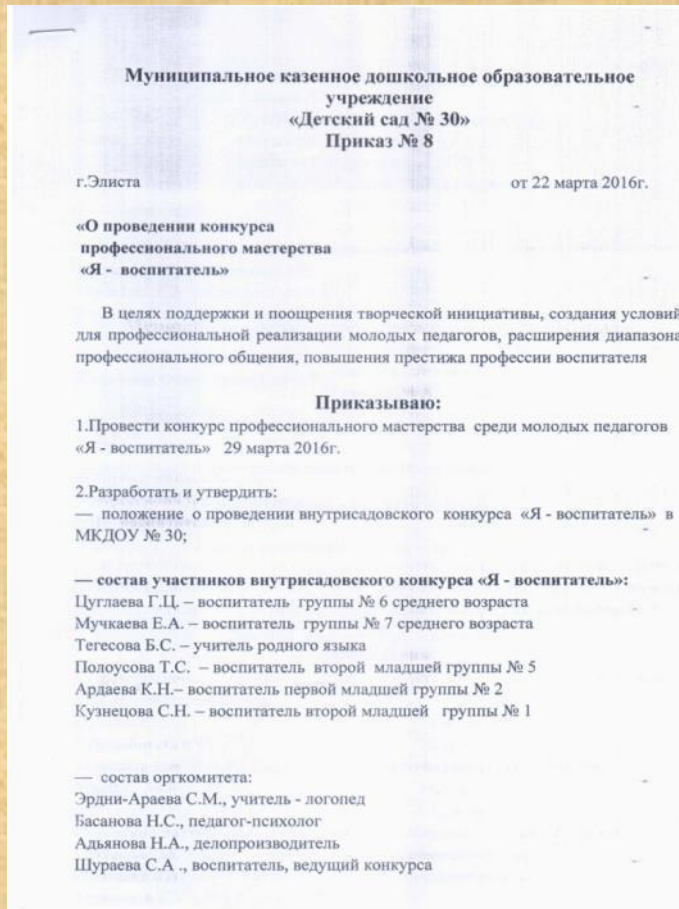 Муниципальное казенное дошкольное образовательное
учреждение
«Детский сад № 30»
Приказ № 8
г.Элиста от 22 марта 2016г.
«О проведении конкурса
профессионального мастерства
«Я - воспитатель»
В целях поддержки и поощрения творческой инициативы, создания условий
для профессиональной реализации молодых педагогов, расширения диапазона
профессионального общения, повышения престижа профессии воспитателя
Приказываю:
1.Провести конкурс профессионального мастерства среди молодых педагогов
«Я - воспитатель» 29 марта 2016г.
2.Разработать и утвердить:
— положение о проведении внутрисадовского конкурса «Я - воспитатель» в
МКДОУ № 30;
— состав участников внутрисадовского конкурса «Я - воспитатель»:
Цуглаева Г.Ц. – воспитатель группы № 6 среднего возраста
Мучкаева Е.А. – воспитатель группы № 7 среднего возраста
Тегесова Б.С. – учитель родного языка
Полоусова Т.С. – воспитатель второй младшей группы № 5
Ардаева К.Н.– воспитатель первой младшей группы № 2
Кузнецова С.Н. – воспитатель второй младшей группы № 1
— состав оргкомитета:
Эрдни-Араева С.М., учитель - логопед
Басанова Н.С., педагог-психолог
Адьянова Н.А., делопроизводитель
Шураева С.А ., воспитатель, ведущий конкурса